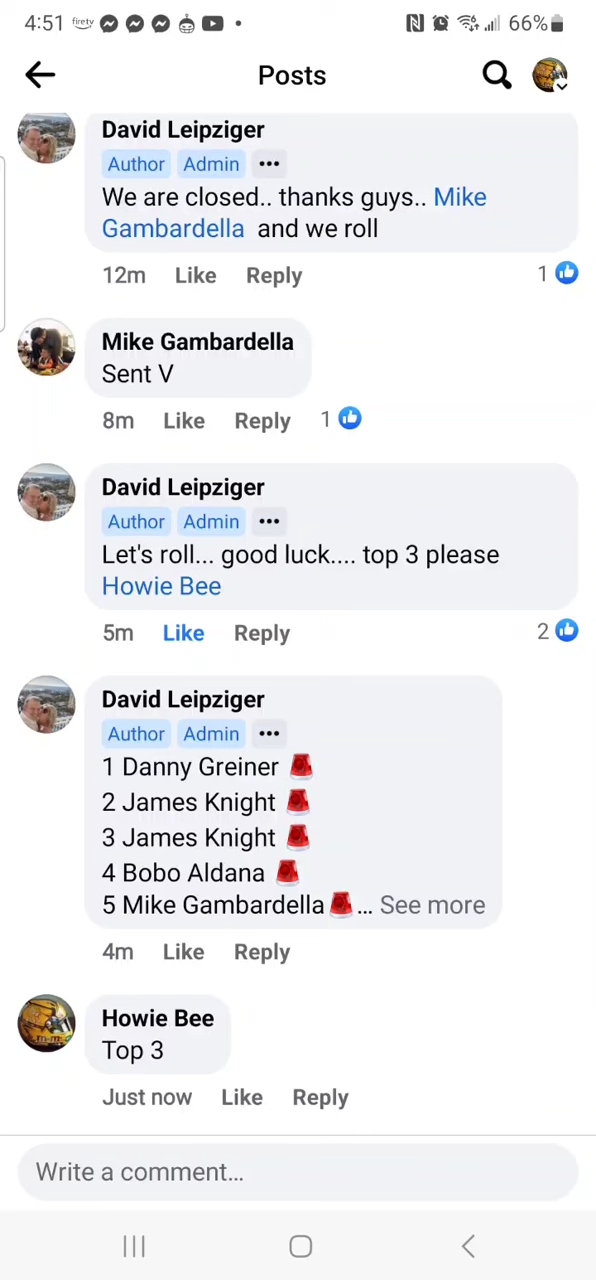 4:51 firetv 66%
Posts
David Leipziger
Author Admin
We are closed.. thanks guys.. Mike
Gambardella and we roll
12m Like Reply 1
Mike Gambardella
Sent V
8m Like Reply 1
David Leipziger
Author Admin
Let's roll... good luck.... top 3 please
Howie Bee
5m Like Reply 2
David Leipziger
Author Admin
1 Danny Greiner
2 James Knight
3 James Knight
4 Bobo Aldana
5 Mike Gambardella ... See more
4m Like Reply
Howie Bee
Top 3
Just now Like Reply
Write a comment...